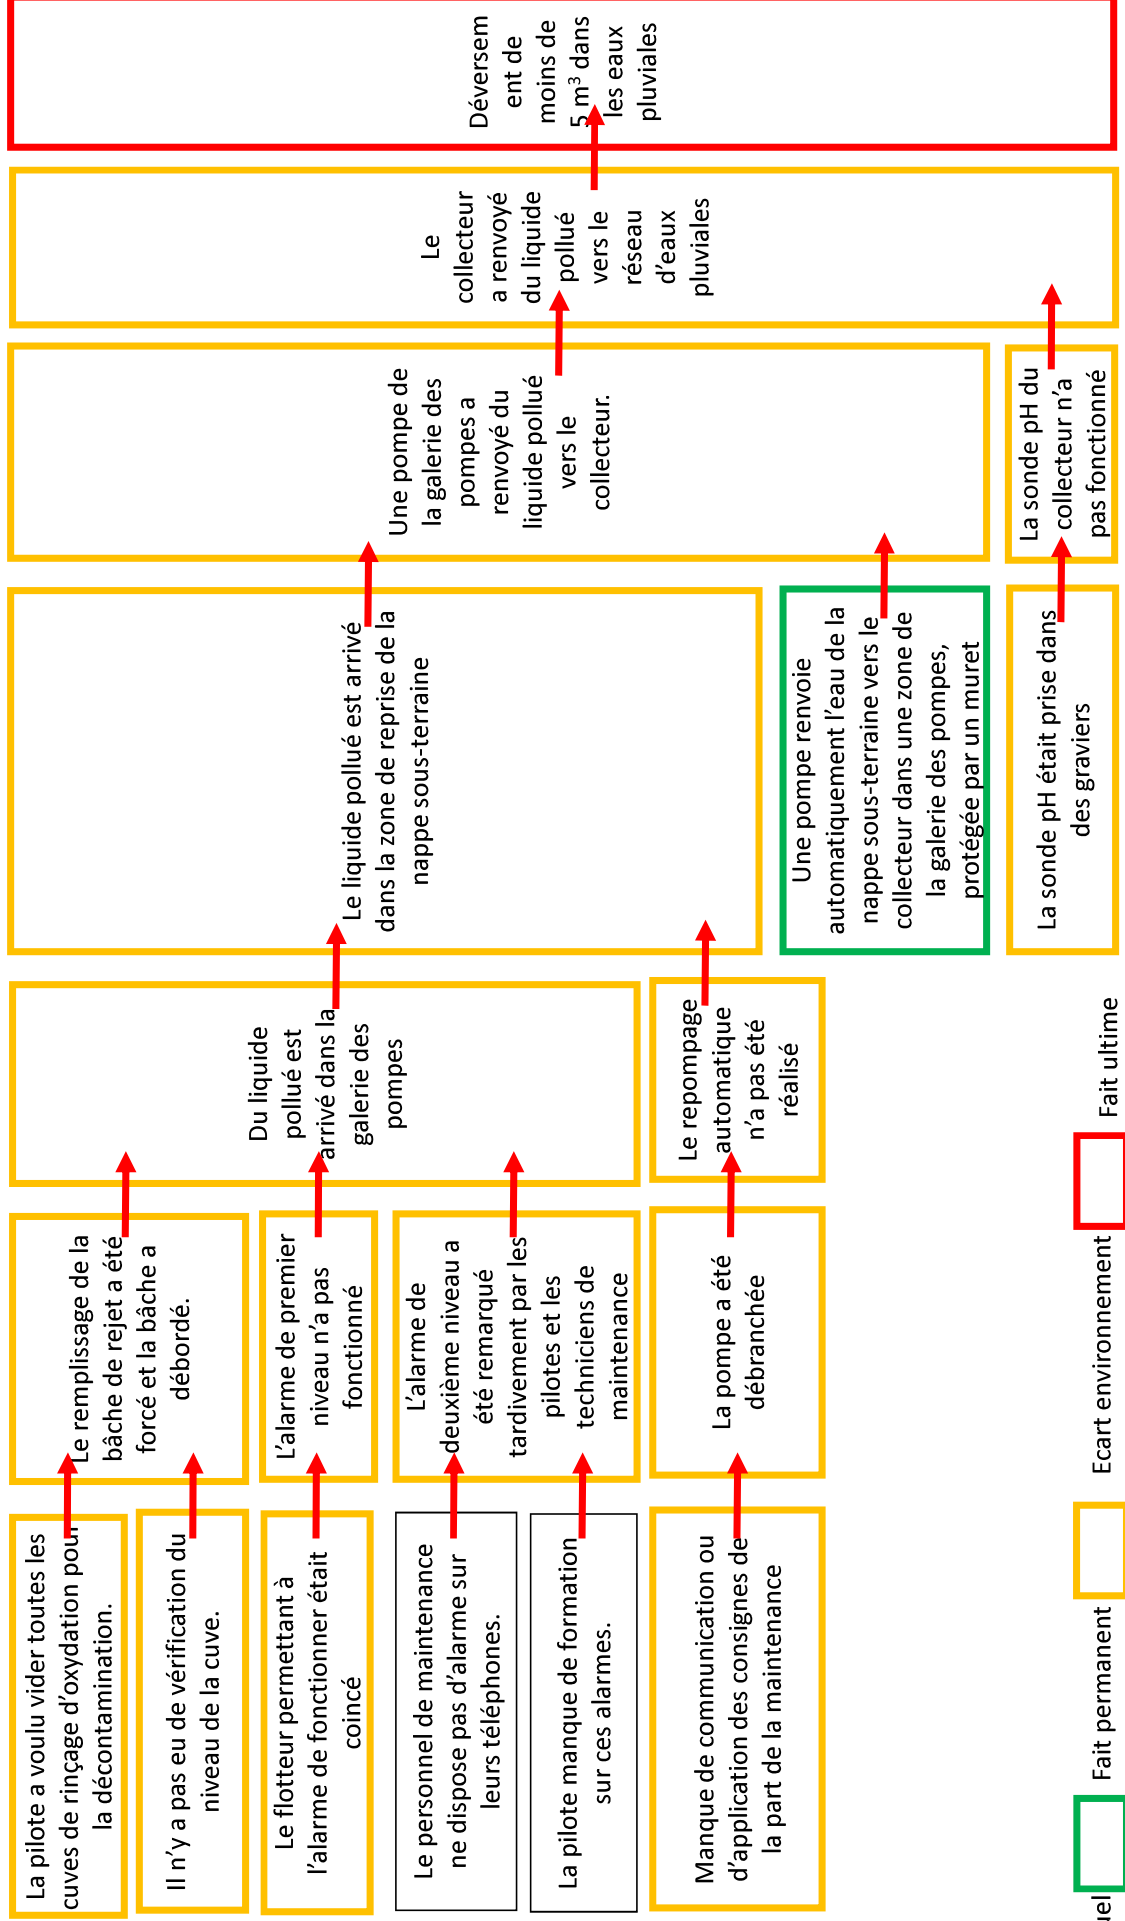 La pilote a voulu vider toutes les
cuves de rinçage d'oxydation pour
la décontamination.
Il n'y a pas eu de vérification du
niveau de la cuve.
Le flotteur permettant à
l'alarme de fonctionner était
coincé
Le personnel de maintenance
ne dispose pas d'alarme sur
leurs téléphones.
La pilote manque de formation
sur ces alarmes.
Manque de communication ou
d'application des consignes de
la part de la maintenance
Le remplissage de la
bâche de rejet a été
forcé et la bâche a
débordé.
L'alarme de premier
niveau n'a pas
fonctionné
L'alarme de
deuxième niveau a
été remarqué
tardivement par les
pilotes et les
techniciens de
maintenance
La pompe a été
débranchée
Du liquide
pollué est
arrivé dans la
galerie des
pompes
Le repompage
automatique
n'a pas été
réalisé
Le liquide pollué est arrivé
dans la zone de reprise de la
nappe sous-terraine
Une pompe renvoie
automatiquement l'eau de la
nappe sous-terraine vers le
collecteur dans une zone de
la galerie des pompes,
protégée par un muret
La sonde pH était prise dans
des graviers
Une pompe de
la galerie des
pompes a
renvoyé du
liquide pollué
vers le
collecteur.
La sonde pH du
collecteur n'a
pas fonctionné
Le
collecteur
a renvoyé
du liquide
pollué
vers le
réseau
d'eaux
pluviales
Déversem
ent de
moins de
5 m³ dans
les eaux
pluviales
uel
Fait permanent
Ecart environnement
Fait ultime